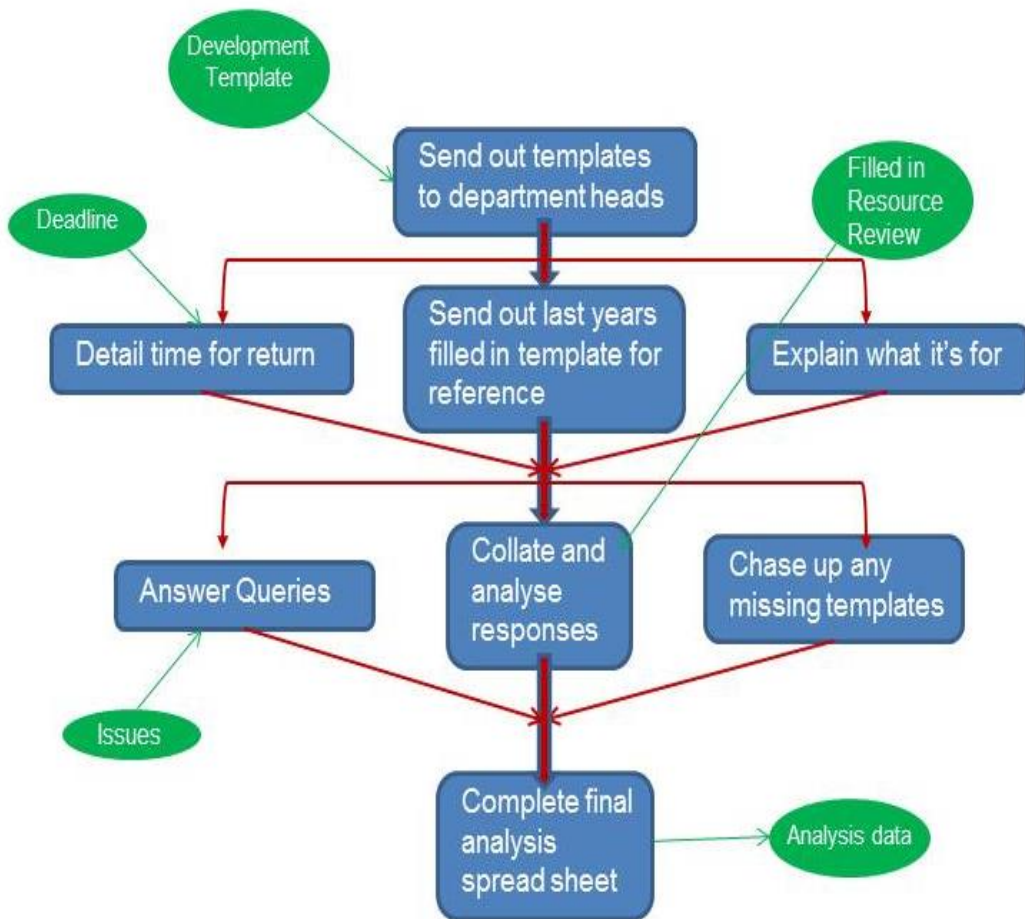 Development
Template
Send out templates
to department heads
Filled in
Resource
Review
Deadline
Detail time for return
Send out last years
filled in template for
reference
Explain what it's for
Answer Queries
Collate and
analyse
responses
Chase up any
missing templates
Issues
Complete final
analysis
spread sheet
Analysis data